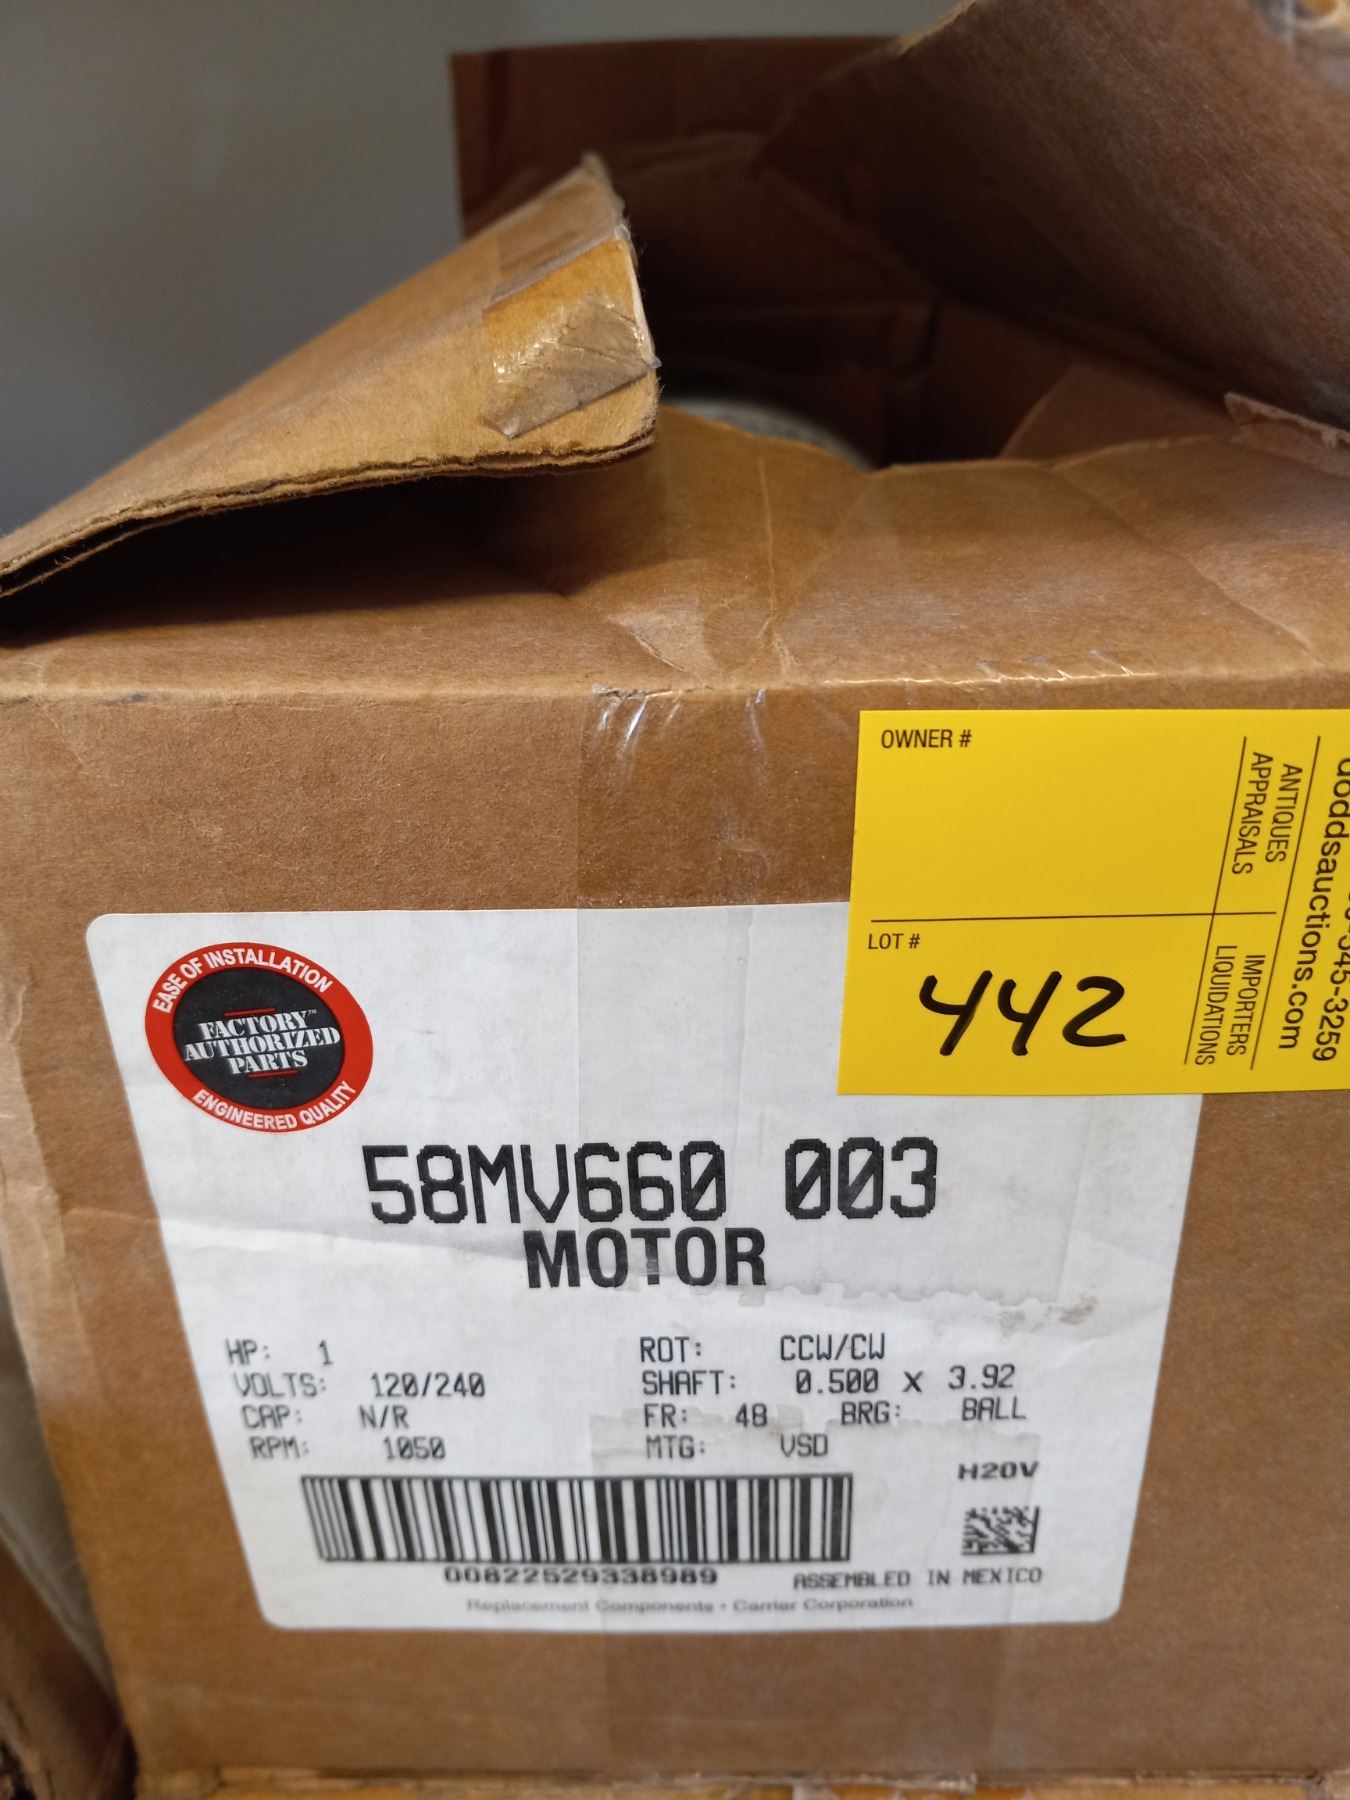 OWNER #
ANTIQUES
APPRAISALS
doddsauctions.com
LOT #
442
IMPORTERS
LIQUIDATIONS
45-3259
EASE OF INSTALLATION
FACTORY™
AUTHORIZED
PARTS
ENGINEERED QUALITY
58MV660 003
MOTOR
HP: 1
VOLTS: 120/240
CAP: N/R
RPM: 1050
ROT: CCW/CW
SHAFT: 0.500 X 3.92
FR: 48 BRG: BALL
MTG: VSD
H20V
00822529338989
ASSEMBLED IN MEXICO
Replacement Components • Carrier Corporation